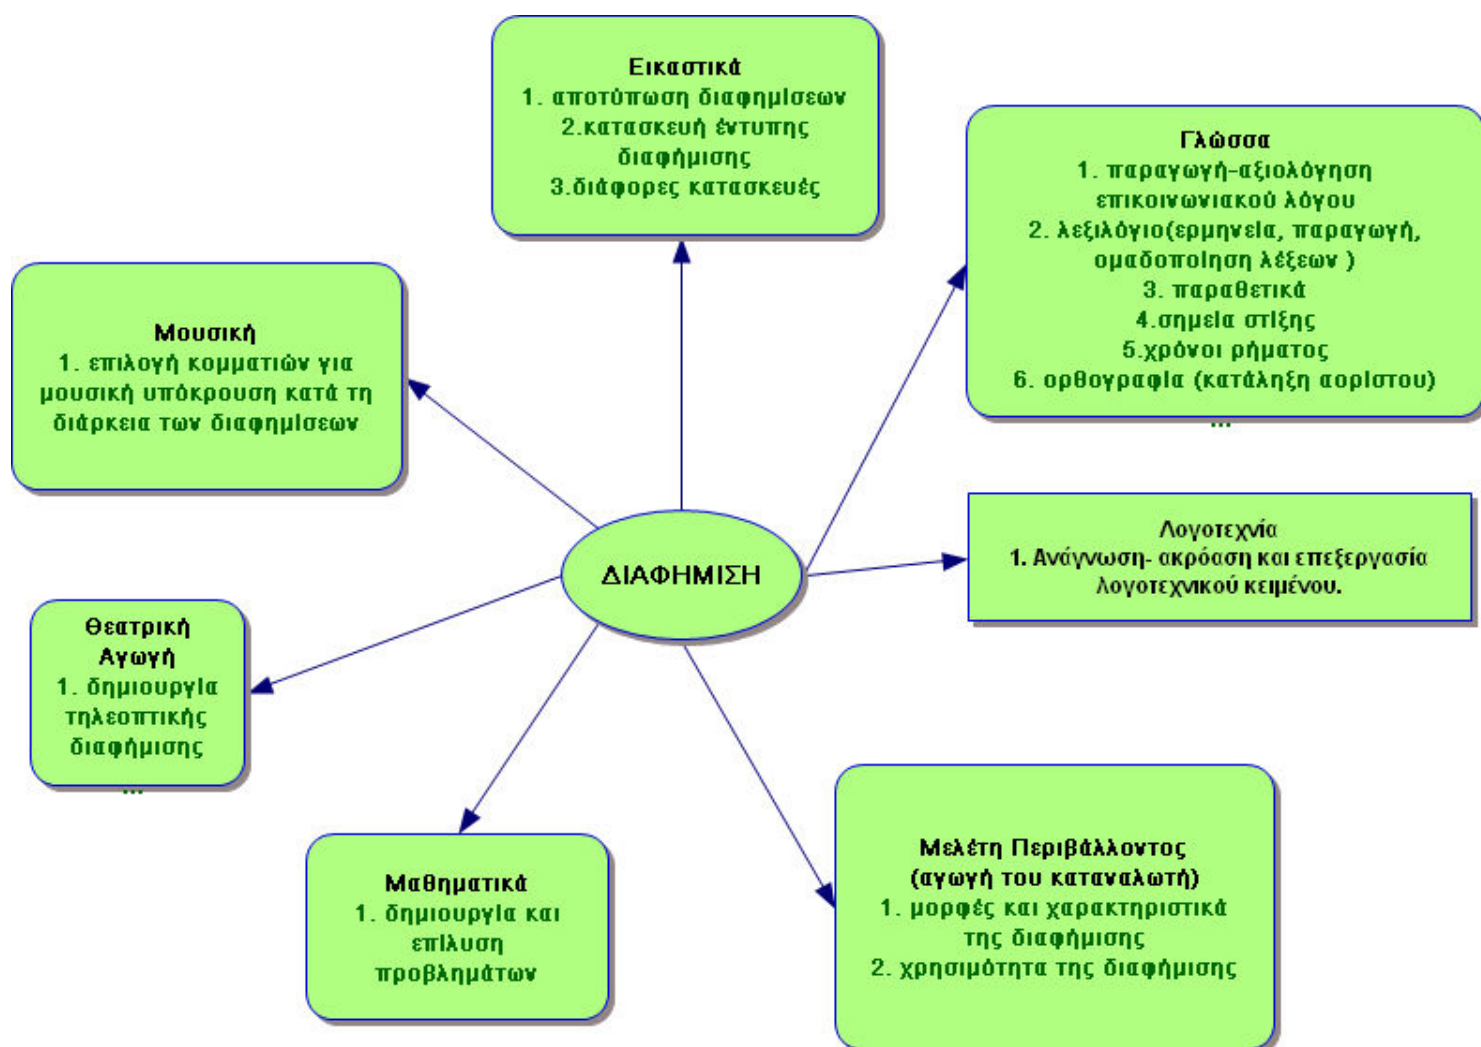 Εικαστικά
1. αποτύπωση διαφημίσεων
2.κατασκευή έντυπης
διαφήμισης
3.διάφορες κατασκευές
Γλώσσα
1. παραγωγή-αξιολόγηση
επικοινωνιακού λόγου
2. λεξιλόγιο(ερμηνεία, παραγωγή,
ομαδοποίηση λέξεων )
3. παραθετικά
4.σημεία στίξης
5.χρόνοι ρήματος
6. ορθογραφία (κατάληξη αορίστου)
...
Μουσική
1. επιλογή κομματιών για
μουσική υπόκρουση κατά τη
διάρκεια των διαφημίσεων
Λογοτεχνία
1. Ανάγνωση- ακρόαση και επεξεργασία
λογοτεχνικού κειμένου.
ΔΙΑΦΗΜΙΣΗ
Θεατρική
Αγωγή
1. δημιουργία
τηλεοπτικής
διαφήμισης
...
Μαθηματικά
1. δημιουργία και
επίλυση
προβλημάτων
Μελέτη Περιβάλλοντος
(αγωγή του καταναλωτή)
1. μορφές και χαρακτηριστικά
της διαφήμισης
2. χρησιμότητα της διαφήμισης